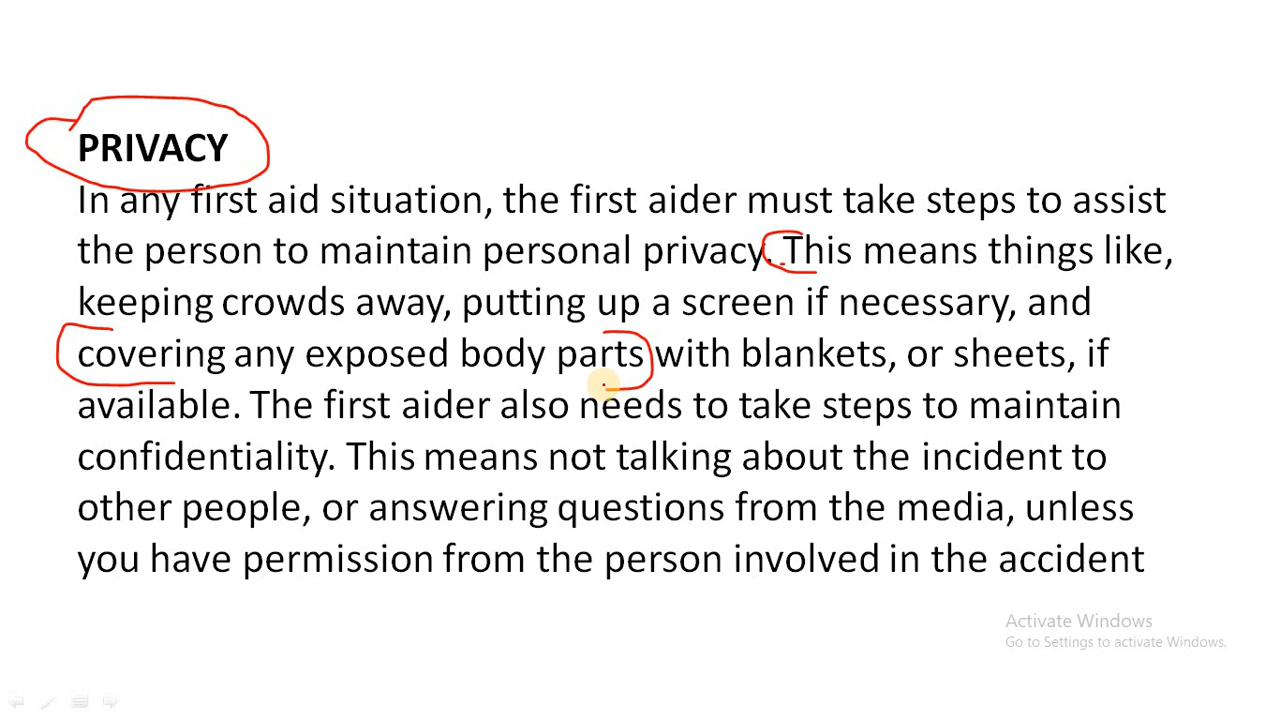 PRIVACY
In any first aid situation, the first aider must take steps to assist
the person to maintain personal privacy. This means things like,
keeping crowds away, putting up a screen if necessary, and
covering any exposed body parts with blankets, or sheets, if
available. The first aider also needs to take steps to maintain
confidentiality. This means not talking about the incident to
other people, or answering questions from the media, unless
you have permission from the person involved in the accident
Activate Windows
Go to Settings to activate Windows.